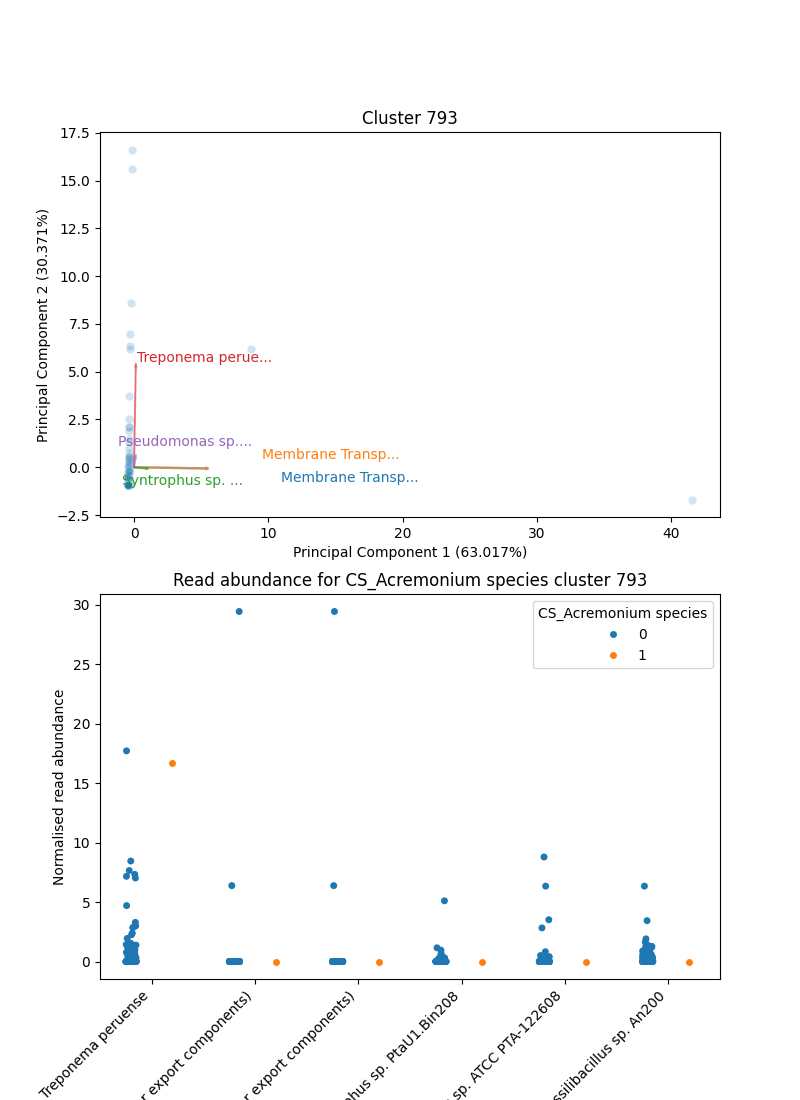 Cluster 793
17.5
15.0
12.5
10.0
7.5
5.0
2.5
0.0
−2.5
Principal Component 2 (30.371%)
Treponema perue...
Pseudomonas sp....
Membrane Transp...
Membrane Transp...
Syntrophus sp. ...
0 10 20 30 40
Principal Component 1 (63.017%)
Read abundance for CS_Acremonium species cluster 793
30
25
20
15
10
5
0
Normalised read abundance
CS_Acremonium species
0
1
Treponema peruense
r export components)
r export components)
hus sp. PtaU1.Bin208
sp. ATCC PTA-122608
ssilibacillus sp. An200